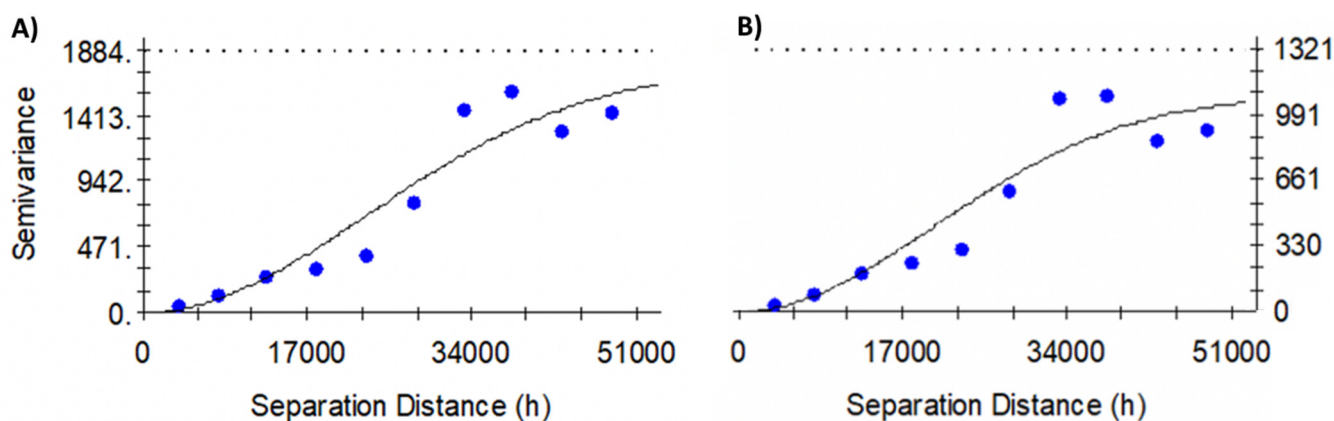 A)
1884.
1413.
942.
471.
0.
Semivariance
0 17000 34000 51000
Separation Distance (h)
B)
1321
991
661
330
0
0 17000 34000 51000
Separation Distance (h)